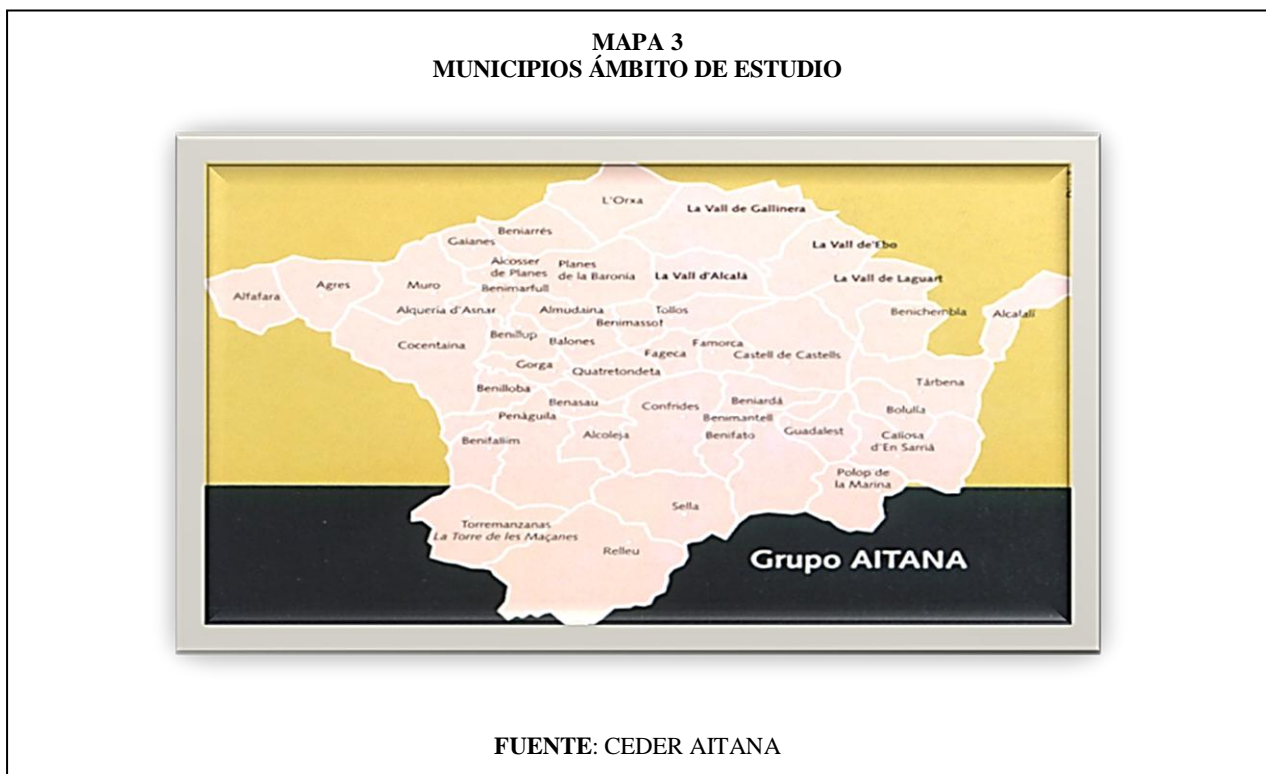 MAPA 3
MUNICIPIOS ÁMBITO DE ESTUDIO
L'Orxa
La Vall de Gallinera
Beniarrés
Gaianes
La Vall de Ebo
Alcosser
de Planes
Planes
de la Baronia
La Vall d'Alcalà
La Vall de Laguart
Alfafara
Agres
Muro
Benimarfull
Alqueria d'Asnar
Almudaina
Tollos
Benichembla
Alcalalí
Benimassot
Benillup
Balones
Famorca
Cocentaina
Fageca
Castell de Castells
Gorga
Quatretondeta
Tàrbena
Benilloba
Benasau
Confrides
Beniardá
Bolulla
Penàguila
Benimantell
Benifallim
Alcoleja
Benifato
Guadalest
Callosa
d'En Sarrià
Polop de
la Marina
Sella
Torremanzanas
La Torre de les Maçanes
Relleu
Grupo AITANA
FUENTE: CEDER AITANA